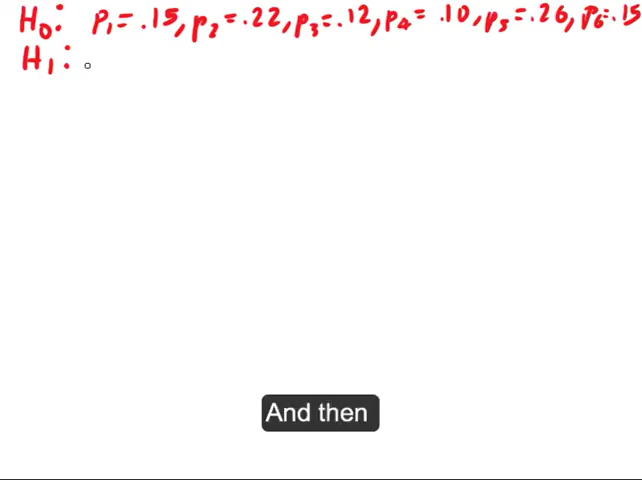 H₀: p₁ = .15, p₂ = .22, p₃ = .12, p₄ = .10, p₅ = .26, p₆ = .15
H₁:
And then